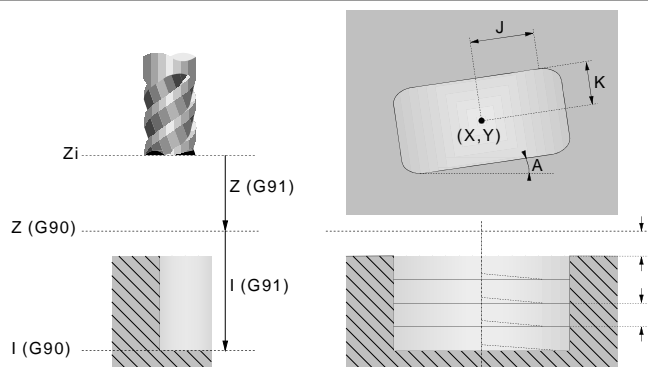 J
K
(X,Y)
A
Zi
Z (G91)
Z (G90)
I (G91)
I (G90)